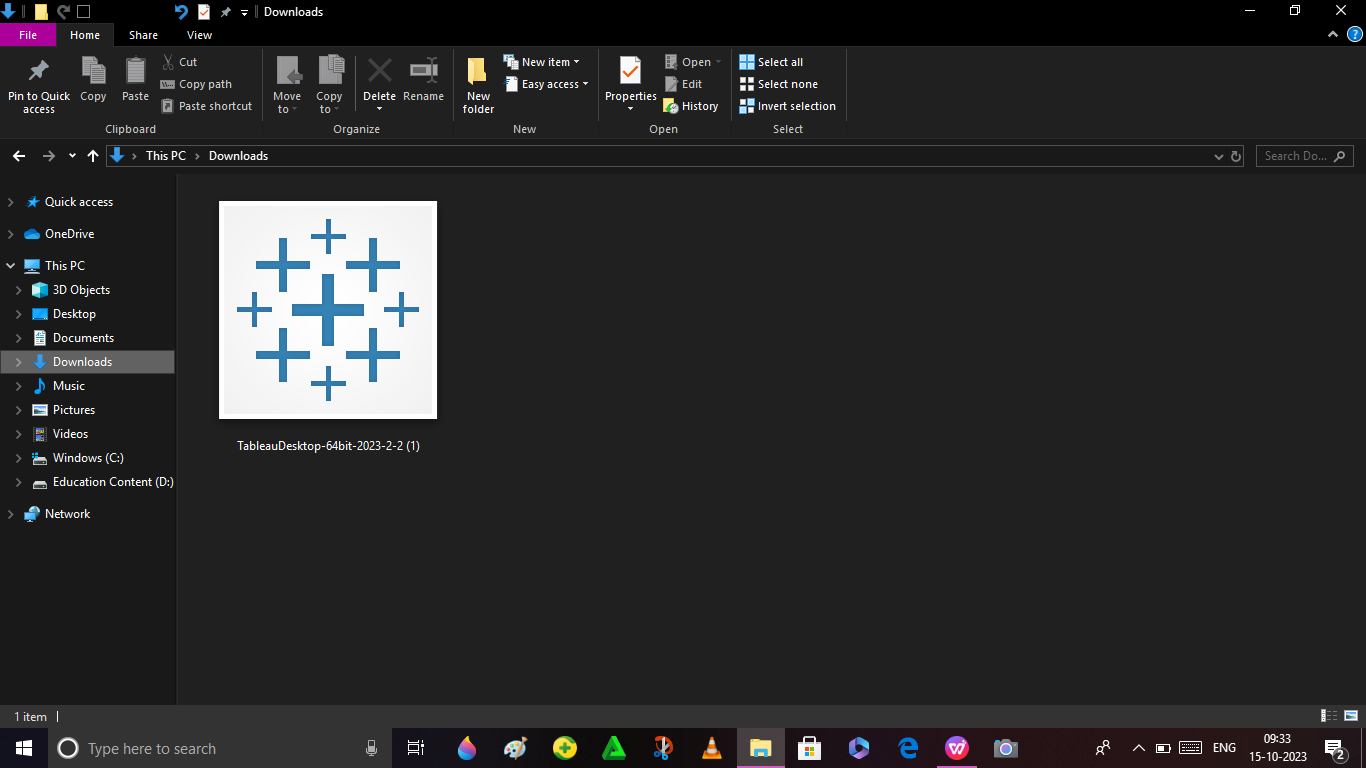 Downloads
File Home Share View
Pin to Quick access
Copy
Paste
Cut
Copy path
Paste shortcut
Clipboard
Move to
Copy to
Delete
Rename
Organize
New folder
New item
Easy access
New
Properties
Open
Edit
History
Open
Select all
Select none
Invert selection
Select
This PC > Downloads
Search Do...
Quick access
OneDrive
This PC
3D Objects
Desktop
Documents
Downloads
Music
Pictures
Videos
Windows (C:)
Education Content (D:)
Network
TableauDesktop-64bit-2023-2-2 (1)
1 item
Type here to search
ENG
09:33
15-10-2023
2